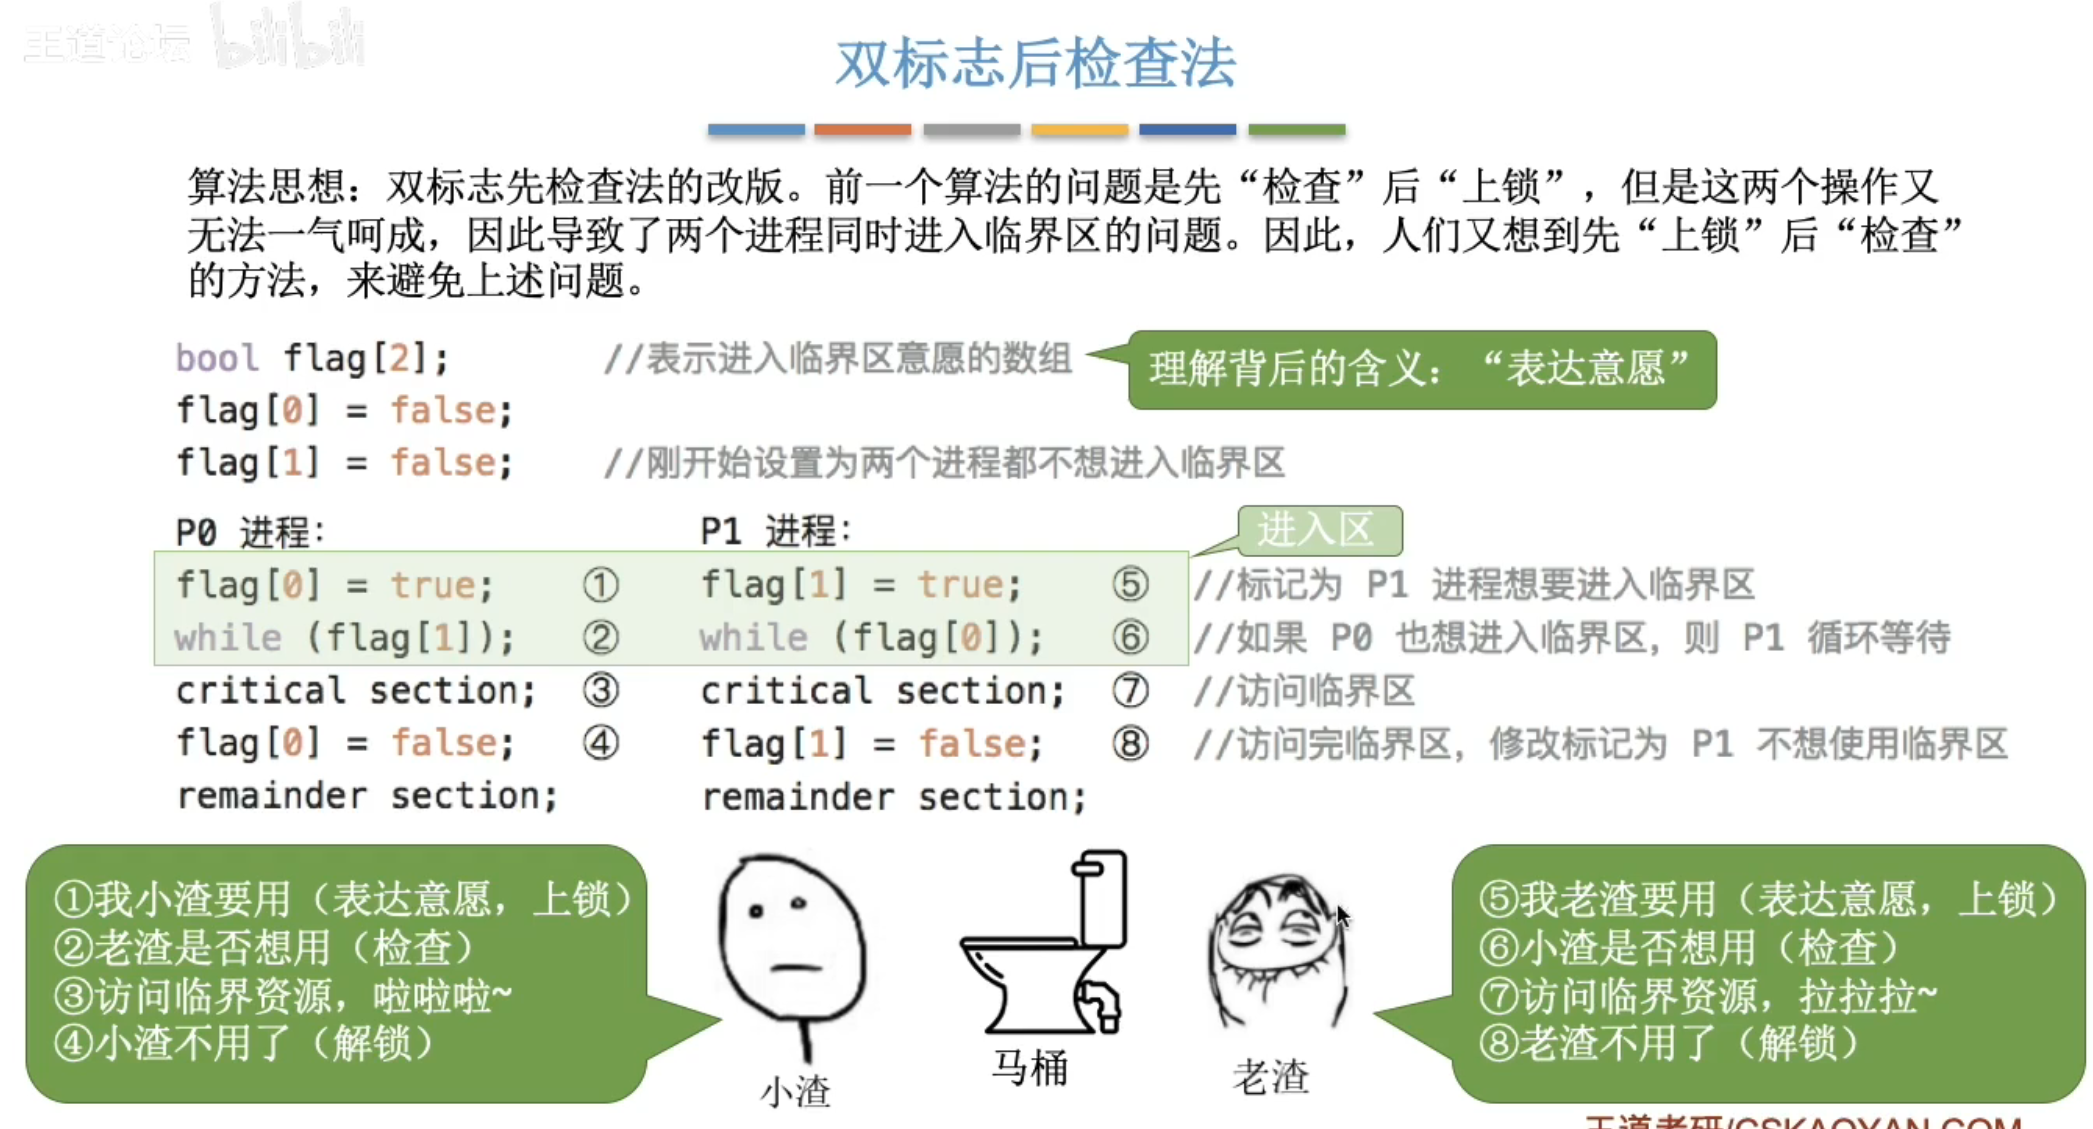 王道论坛 bilibili
双标志后检查法
算法思想：双标志先检查法的改版。前一个算法的问题是先“检查”后“上锁”，但是这两个操作又
无法一气呵成，因此导致了两个进程同时进入临界区的问题。因此，人们又想到先“上锁”后“检查”
的方法，来避免上述问题。
bool flag[2]; //表示进入临界区意愿的数组
理解背后的含义：“表达意愿”
flag[0] = false;
flag[1] = false; //刚开始设置为两个进程都不想进入临界区
P0 进程： P1 进程：
进入区
flag[0] = true; ① flag[1] = true; ⑤ //标记为 P1 进程想要进入临界区
while (flag[1]); ② while (flag[0]); ⑥ //如果 P0 也想进入临界区，则 P1 循环等待
critical section; ③ critical section; ⑦ //访问临界区
flag[0] = false; ④ flag[1] = false; ⑧ //访问完临界区，修改标记为 P1 不想使用临界区
remainder section; remainder section;
①我小渣要用（表达意愿，上锁）
②老渣是否想用（检查）
③访问临界资源，啦啦啦~
④小渣不用了（解锁）
小渣
马桶
老渣
⑤我老渣要用（表达意愿，上锁）
⑥小渣是否想用（检查）
⑦访问临界资源，拉拉拉~
⑧老渣不用了（解锁）
王道考研/CSKAOYAN.COM